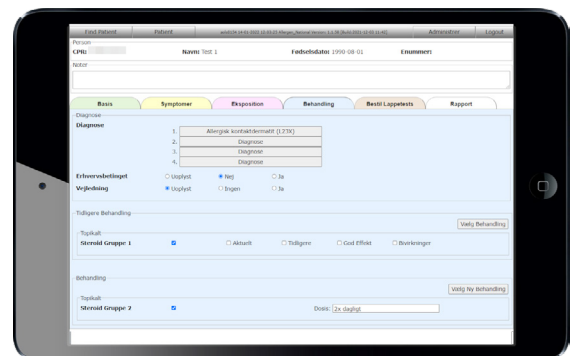 Find Patient Patient Administrer Logout
Person
CPR: Navn: Test 1 Fødselsdato: 1990-08-01 Enummer:
Noter
Basis Symptomer Eksposition Behandling Bestil Lappetests Rapport
Diagnose
Diagnose
1. Allergisk kontaktdermatit (L23X)
2. Diagnose
3. Diagnose
4. Diagnose
Erhvervsbetinget Uoplyst Nej Ja
Vejledning Uoplyst Ingen Ja
Tidligere Behandling
Vælg Behandling
Topikalt
Steroid Gruppe 1 Aktuelt Tidligere God Effekt Bivirkninger
Behandling
Vælg Ny Behandling
Topikalt
Steroid Gruppe 2 Dosis: 2x dagligt